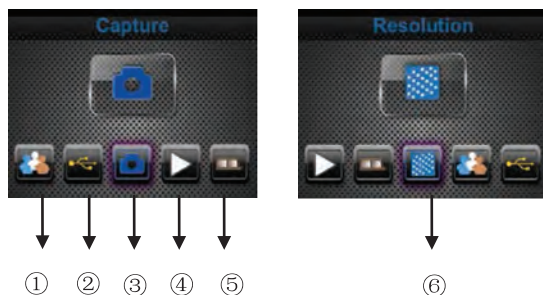 Capture
Resolution
① ② ③ ④ ⑤ ⑥